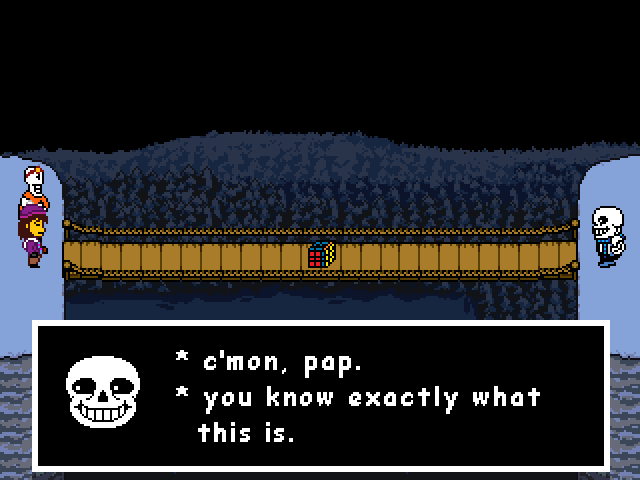 * c'mon, pap.
* you know exactly what
this is.